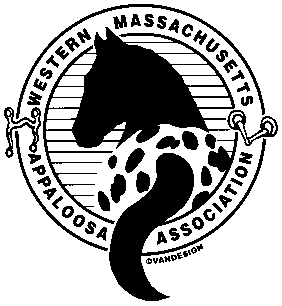 WESTERN MASSACHUSETTS
APPALOOSA ASSOCIATION
©VANDESIGN